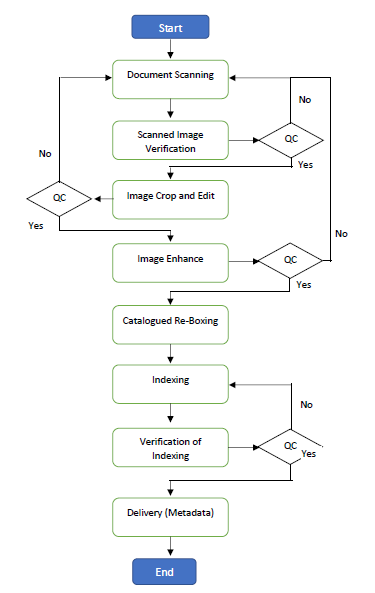 Start
Document Scanning
No
Scanned Image
Verification
QC
Yes
No
Image Crop and Edit
QC
Yes
No
Image Enhance
QC
Yes
Catalogued Re-Boxing
Indexing
No
Verification of
Indexing
QC
Yes
Delivery (Metadata)
End